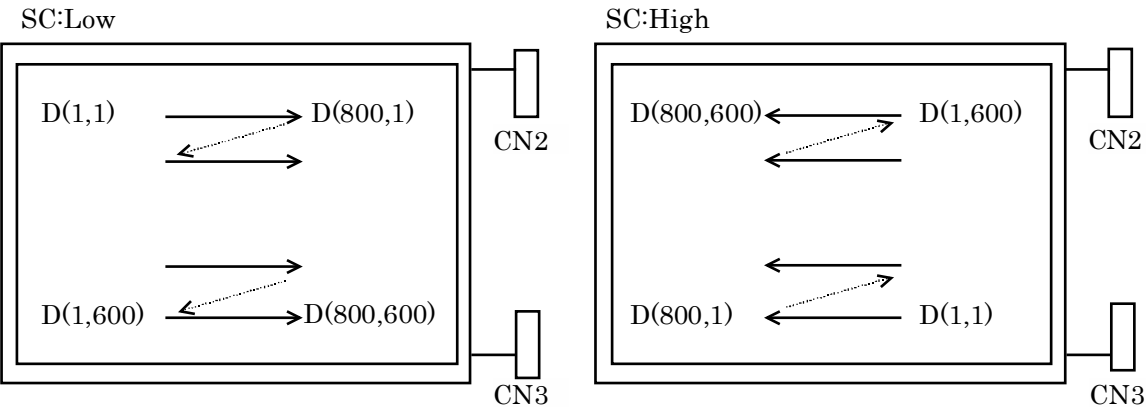 SC:Low
D(1,1) D(800,1)
CN2
D(1,600) D(800,600)
CN3
SC:High
D(800,600) D(1,600)
CN2
D(800,1) D(1,1)
CN3